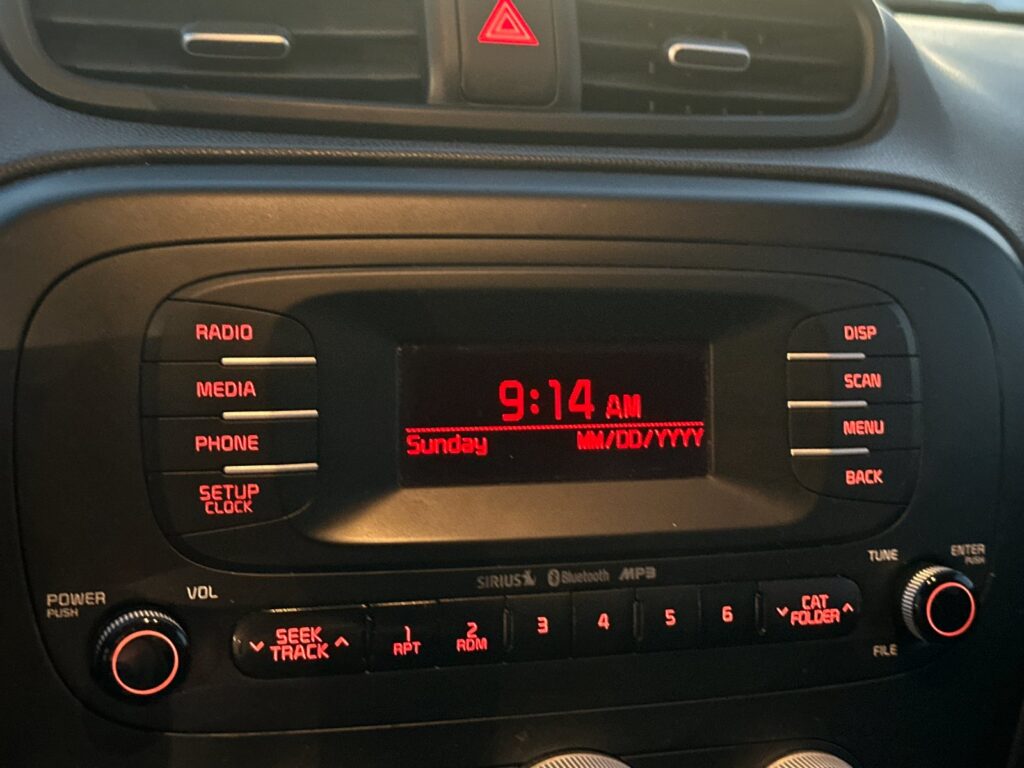 RADIO
MEDIA
PHONE
SETUP
CLOCK
9:14 AM
Sunday MM/DD/YYYY
DISP
SCAN
MENU
BACK
SIRIUS Bluetooth MP3
POWER
PUSH
VOL
SEEK
TRACK
1
RPT
2
RDM
3
4
5
6
CAT
FOLDER
TUNE
ENTER
PUSH
FILE